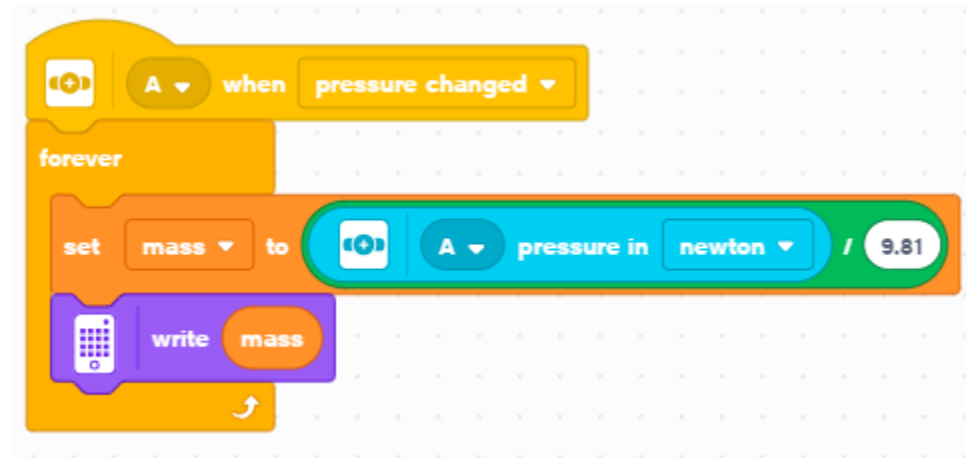 A when pressure changed
forever
set mass to A pressure in newton / 9.81
write mass